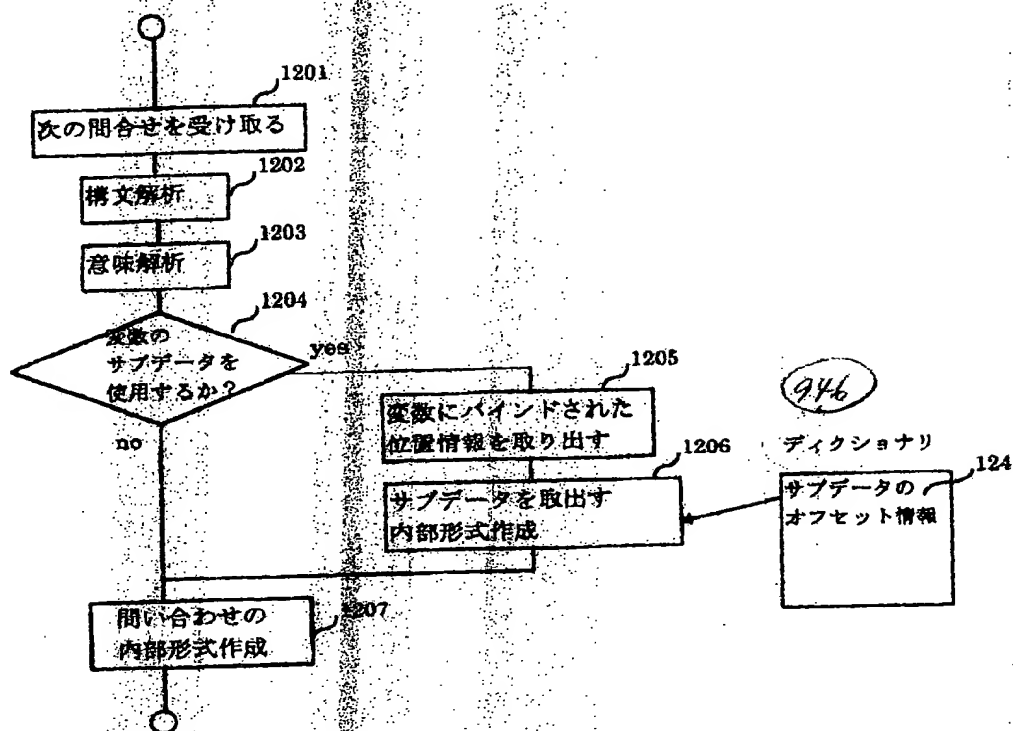 1201
次の問合せを受け取る
1202
構文解析
1203
意味解析
1204
変数の
サブデータを
使用するか？
yes
no
1205
変数にバインドされた
位置情報を取り出す
1206
サブデータを取出す
内部形式作成
946
ディクショナリ
124
サブデータの
オフセット情報
1207
問い合わせの
内部形式作成